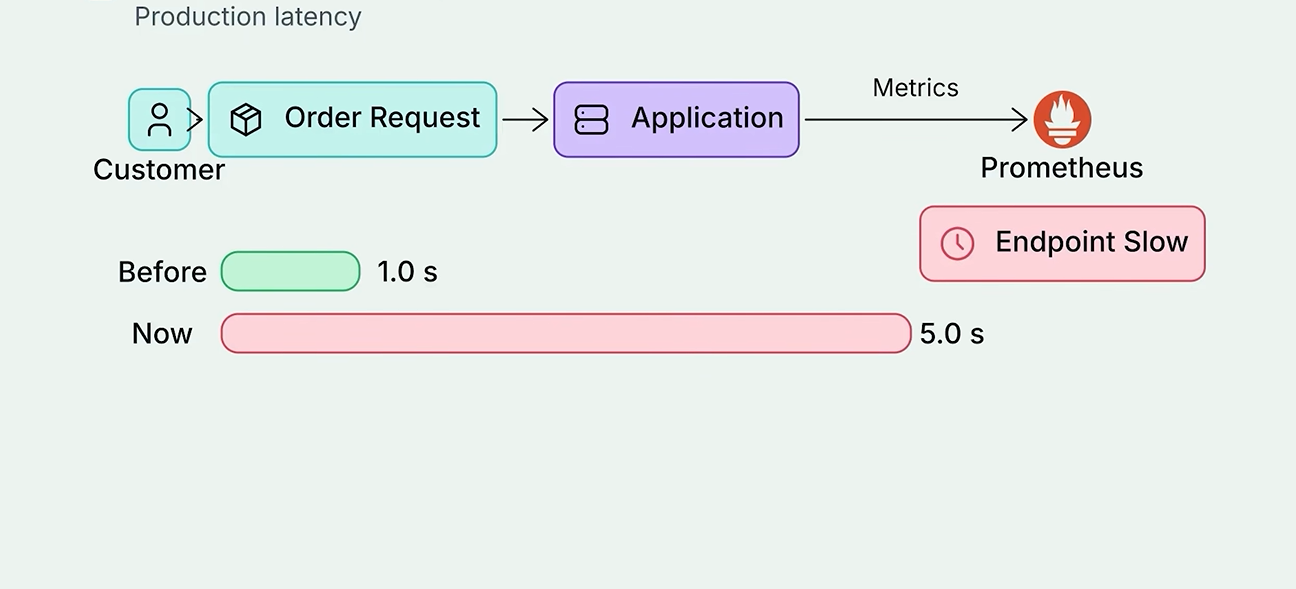 Production latency
Metrics
Order Request
Application
Customer
Prometheus
Endpoint Slow
Before
1.0 s
Now
5.0 s